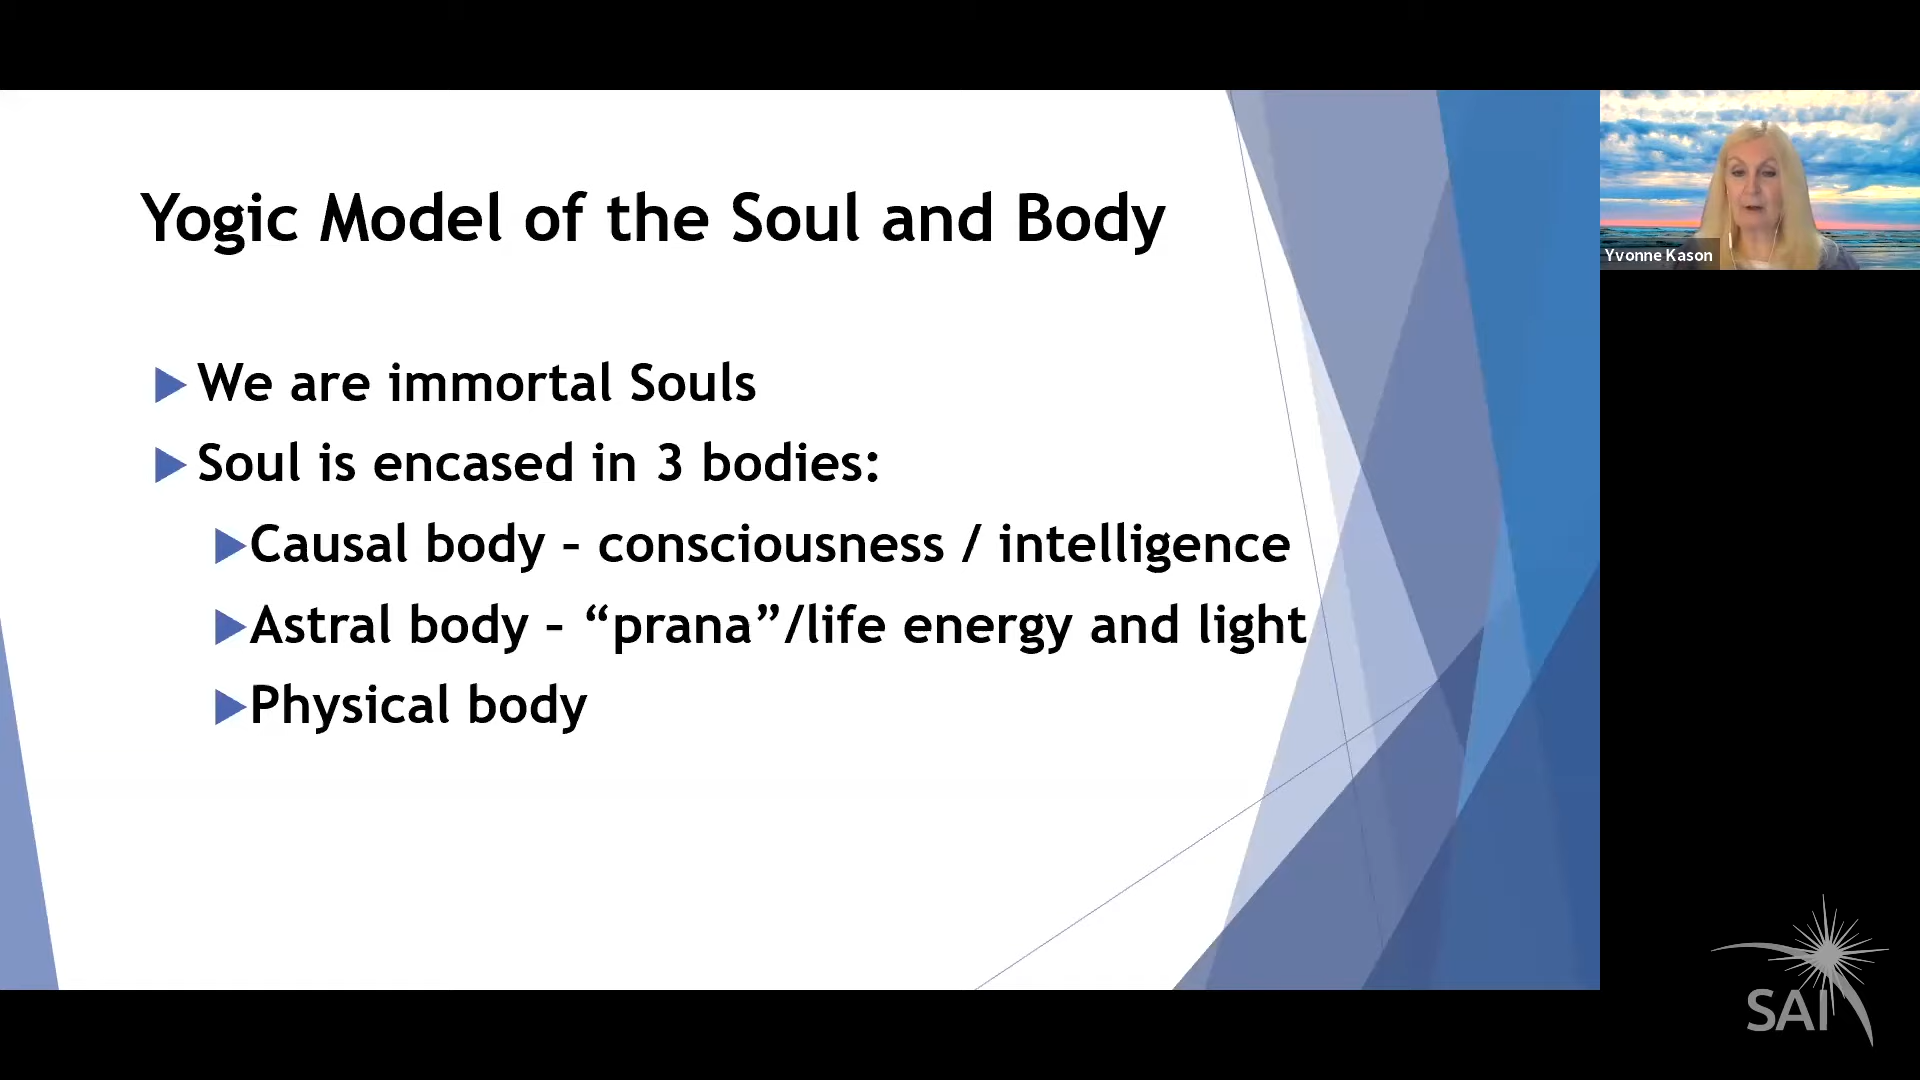 Yogic Model of the Soul and Body
We are immortal Souls
Soul is encased in 3 bodies:
Causal body – consciousness / intelligence
Astral body – “prana”/life energy and light
Physical body
Yvonne Kason
SAI